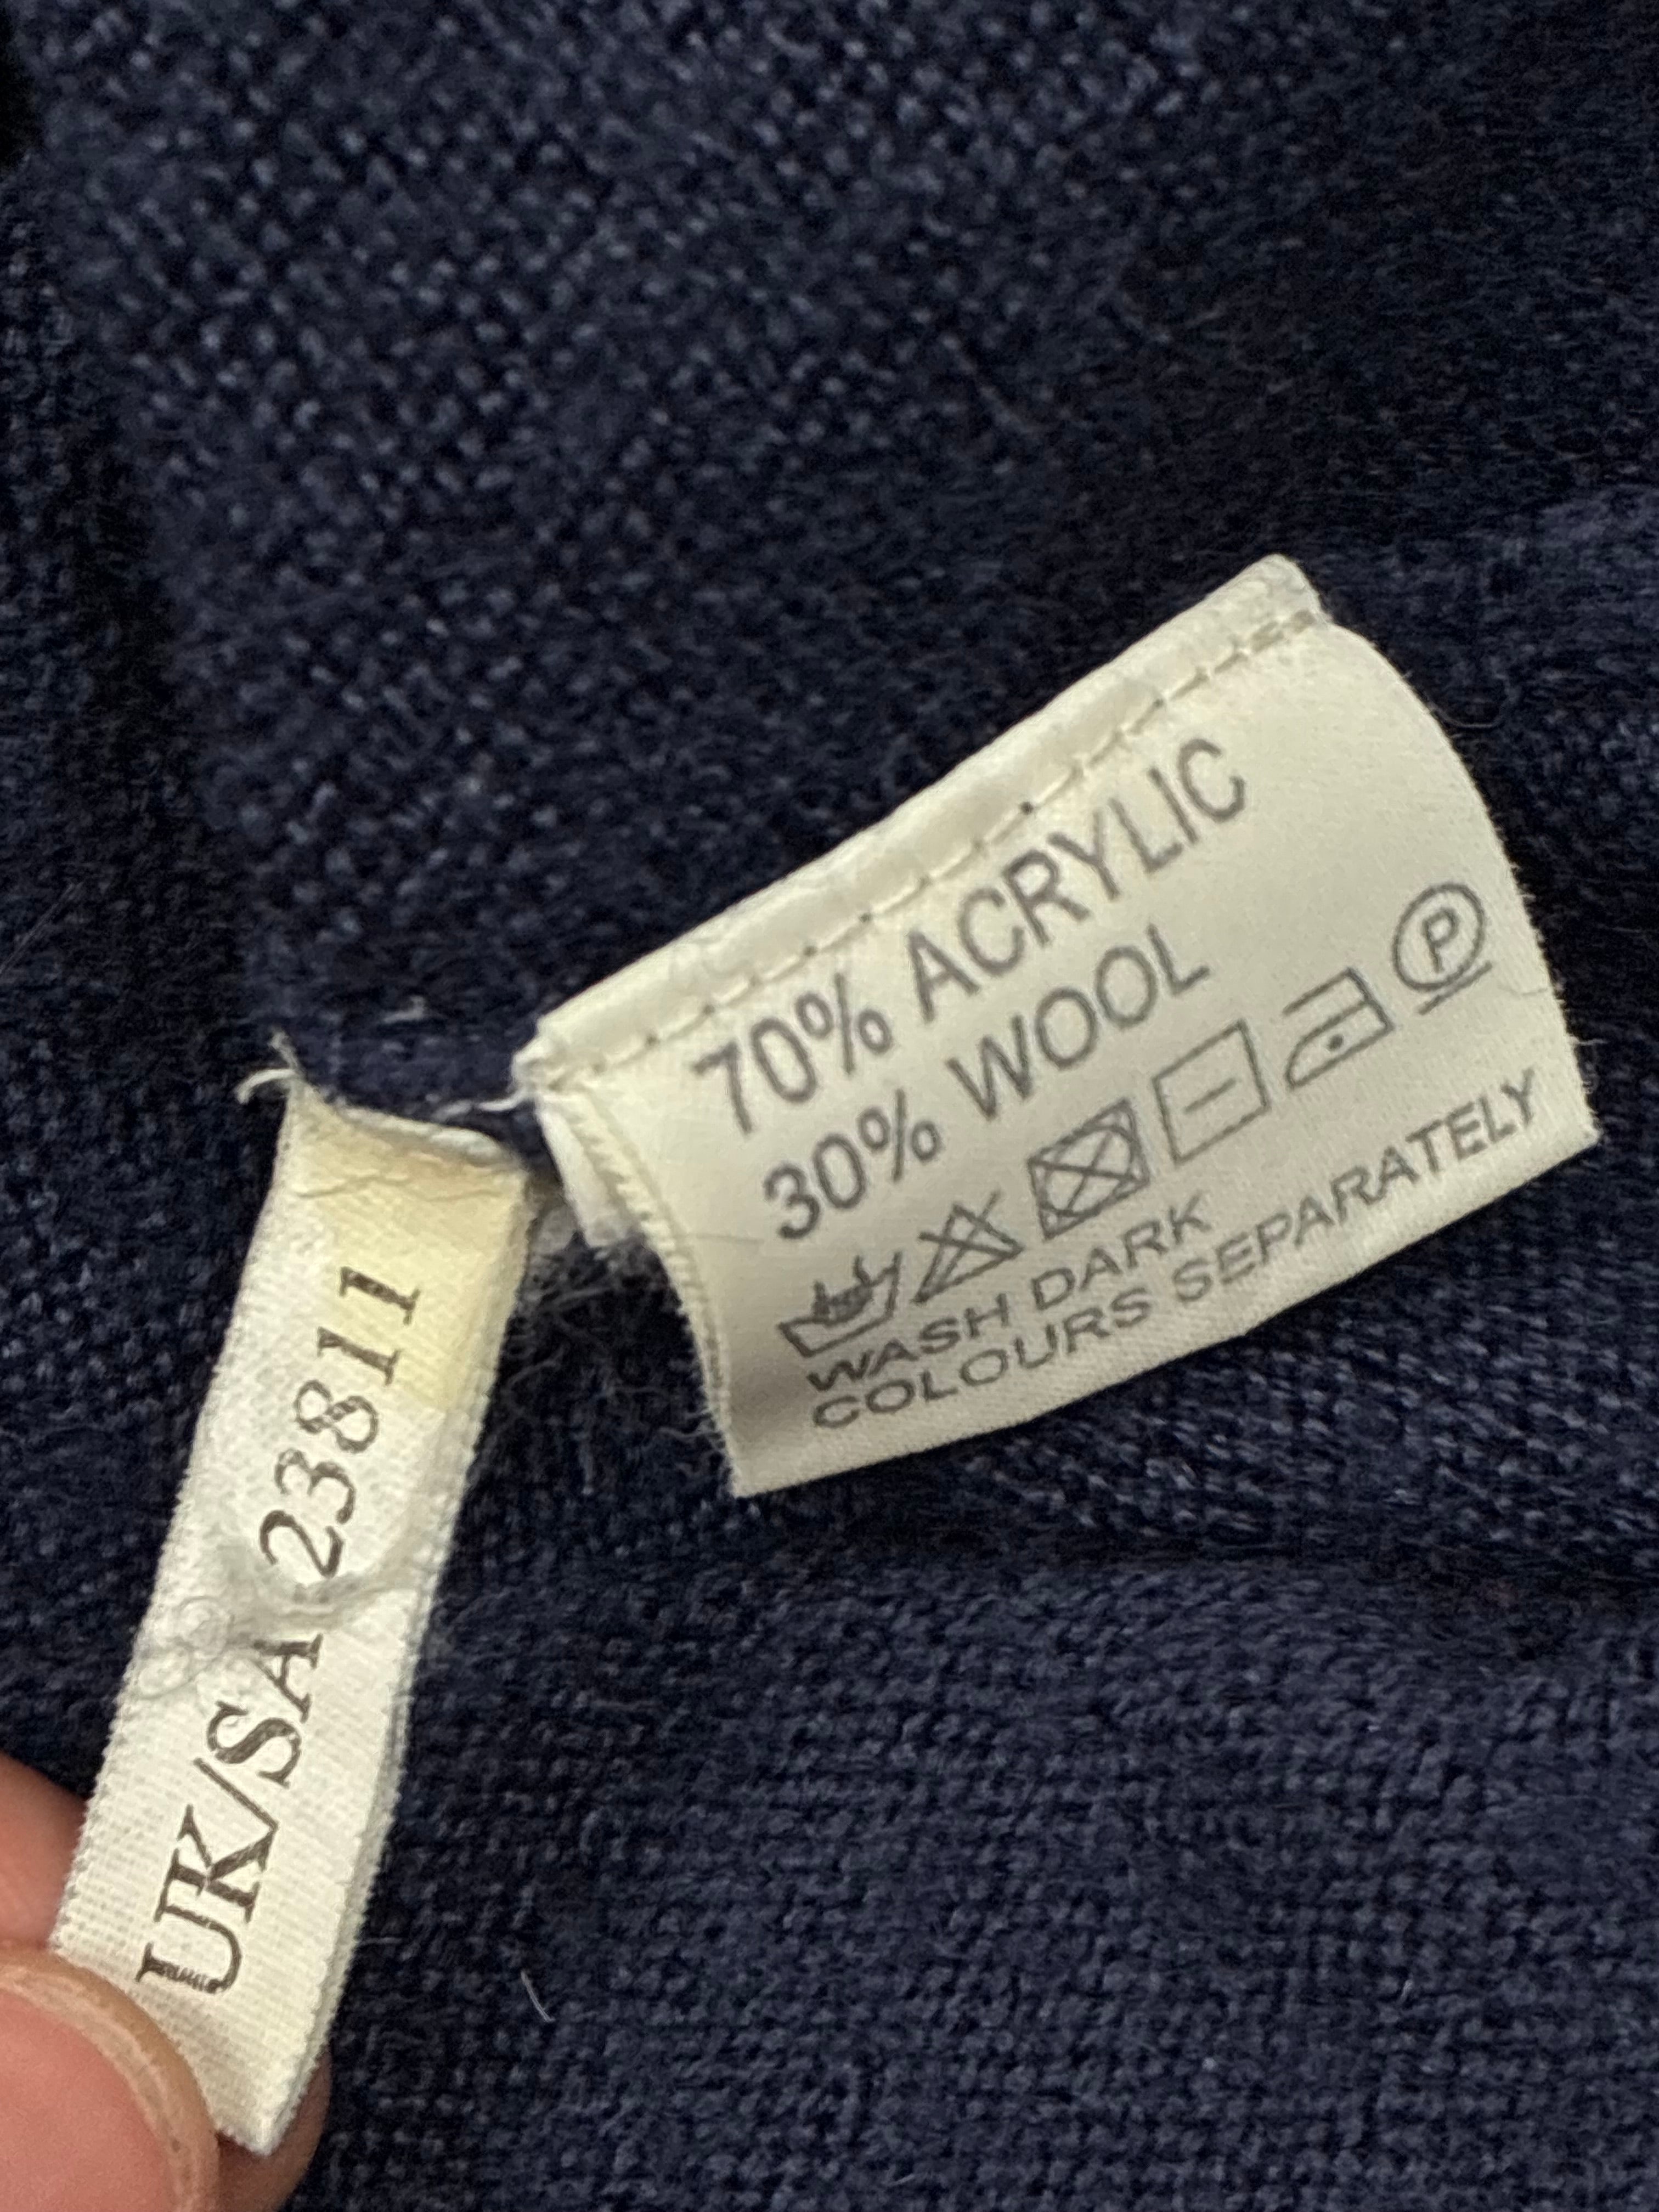 70% ACRYLIC
30% WOOL
P
WASH DARK
COLOURS SEPARATELY
UK/SA 23811